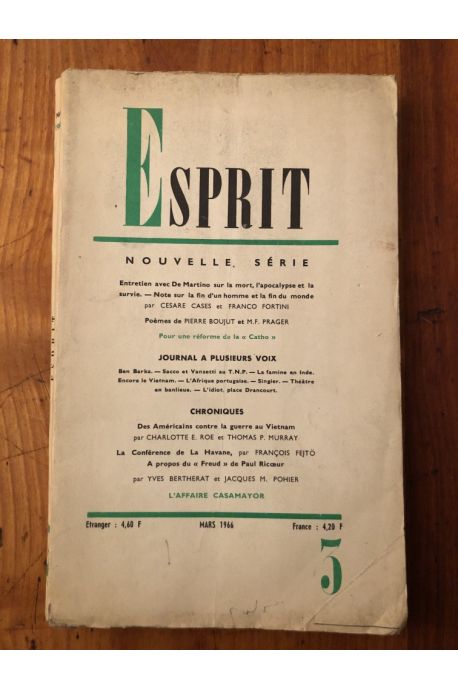 ESPRIT
NOUVELLE SÉRIE
Entretien avec De Martino sur la mort, l'apocalypse et la
survie. — Note sur la fin d'un homme et la fin du monde
par CESARE CASES et FRANCO FORTINI
Poèmes de PIERRE BOUJUT et M.F. PRAGER
Pour une réforme de la « Catho »
JOURNAL A PLUSIEURS VOIX
Ben Barka. — Sacco et Vanzetti au T.N.P. — La famine en Inde.
Encore le Vietnam. — L'Afrique portugaise. — Singier. — Théâtre
en banlieue. — L'idiot, place Drancourt.
CHRONIQUES
Des Américains contre la guerre au Vietnam
par CHARLOTTE E. ROE et THOMAS P. MURRAY
La Conférence de La Havane, par FRANÇOIS FEJTÖ
A propos du « Freud » de Paul Ricœur
par YVES BERTHERAT et JACQUES M. POHIER
L'AFFAIRE CASAMAYOR
Etranger : 4,60 F MARS 1966 France : 4,20 F
3
ESPRIT